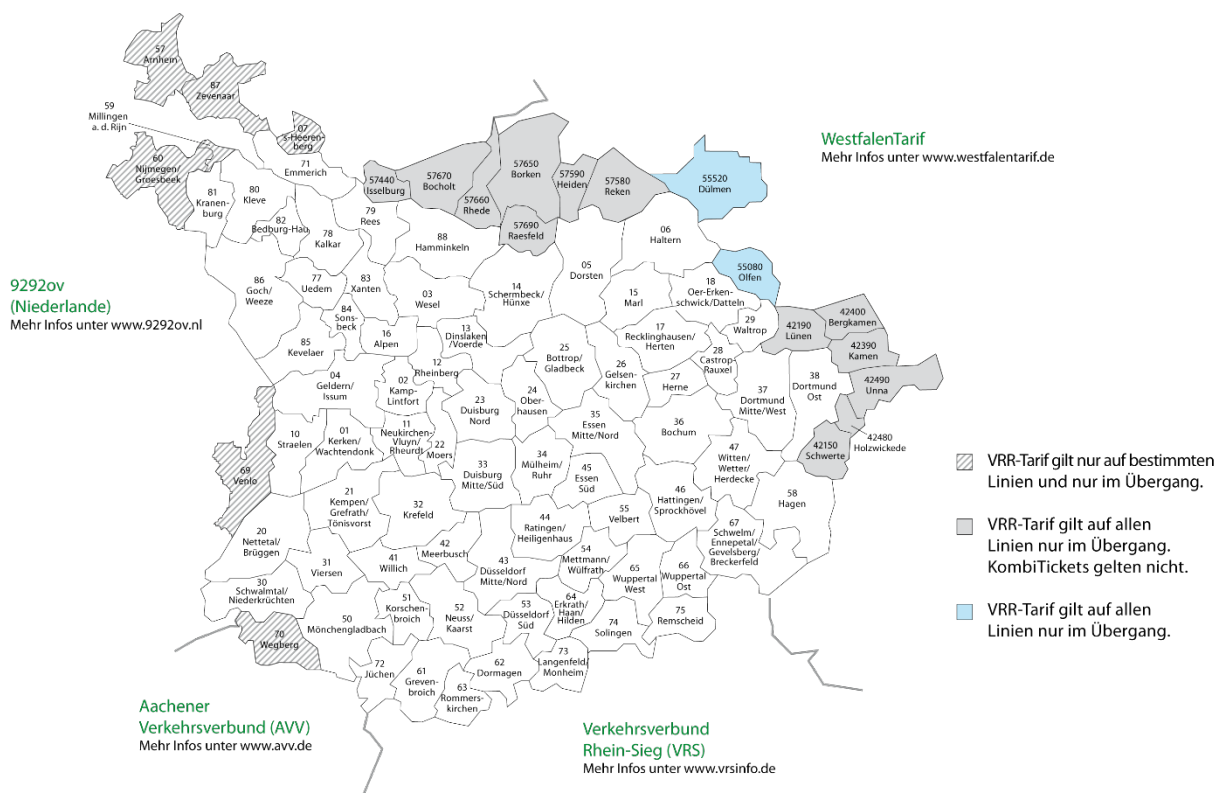 57
Arnheim
87
Zevenaar
59
Millingen
a. d. Rijn
07
's-Heeren-
berg
60
Nijmegen/
Groesbeek
71
Emmerich
81
Kranen-
burg
80
Kleve
82
Bedburg-Hau
79
Rees
78
Kalkar
57440
Isselburg
57670
Bocholt
57660
Rhede
57650
Borken
57590
Heiden
57580
Reken
57690
Raesfeld
55520
Dülmen
WestfalenTarif
Mehr Infos unter www.westfalentarif.de
88
Hamminkeln
06
Haltern
05
Dorsten
55080
Olfen
9292ov
(Niederlande)
Mehr Infos unter www.9292ov.nl
86
Goch/
Weeze
77
Uedem
83
Xanten
03
Wesel
14
Schermbeck/
Hünxe
15
Marl
18
Oer-Erken-
schwick/Datteln
84
Sons-
beck
16
Alpen
13
Dinslaken
/Voerde
17
Recklinghausen/
Herten
29
Waltrop
42190
Lünen
42400
Bergkamen
42390
Kamen
42490
Unna
42480
Holzwickede
42150
Schwerte
85
Kevelaer
04
Geldern/
Issum
02
Kamp-
Lintfort
12
Rheinberg
25
Bottrop/
Gladbeck
26
Gelsen-
kirchen
28
Castrop-
Rauxel
27
Herne
37
Dortmund
Mitte/West
38
Dortmund
Ost
10
Straelen
01
Kerken/
Wachtendonk
11
Neukirchen-
Vluyn/
Rheurdt
22
Moers
23
Duisburg
Nord
24
Ober-
hausen
35
Essen
Mitte/Nord
36
Bochum
47
Witten/
Wetter/
Herdecke
69
Venlo
21
Kempen/
Grefrath/
Tönisvorst
32
Krefeld
33
Duisburg
Mitte/Süd
34
Mülheim/
Ruhr
45
Essen
Süd
46
Hattingen/
Sprockhövel
58
Hagen
20
Nettetal/
Brüggen
31
Viersen
41
Willich
42
Meerbusch
44
Ratingen/
Heiligenhaus
55
Velbert
67
Schwelm/
Ennepetal/
Gevelsberg/
Breckerfeld
43
Düsseldorf
Mitte/Nord
54
Mettmann/
Wülfrath
65
Wuppertal
West
66
Wuppertal
Ost
30
Schwalmtal/
Niederkrüchten
50
Mönchengladbach
51
Korschen-
broich
52
Neuss/
Kaarst
53
Düsseldorf
Süd
64
Erkrath/
Haan/
Hilden
74
Solingen
75
Remscheid
70
Wegberg
72
Jüchen
61
Greven-
broich
62
Dormagen
63
Rommers-
kirchen
73
Langenfeld/
Monheim
VRR-Tarif gilt nur auf bestimmten
Linien und nur im Übergang.
VRR-Tarif gilt auf allen
Linien nur im Übergang.
KombiTickets gelten nicht.
VRR-Tarif gilt auf allen
Linien nur im Übergang.
Aachener
Verkehrsverbund (AVV)
Mehr Infos unter www.avv.de
Verkehrsverbund
Rhein-Sieg (VRS)
Mehr Infos unter www.vrsinfo.de